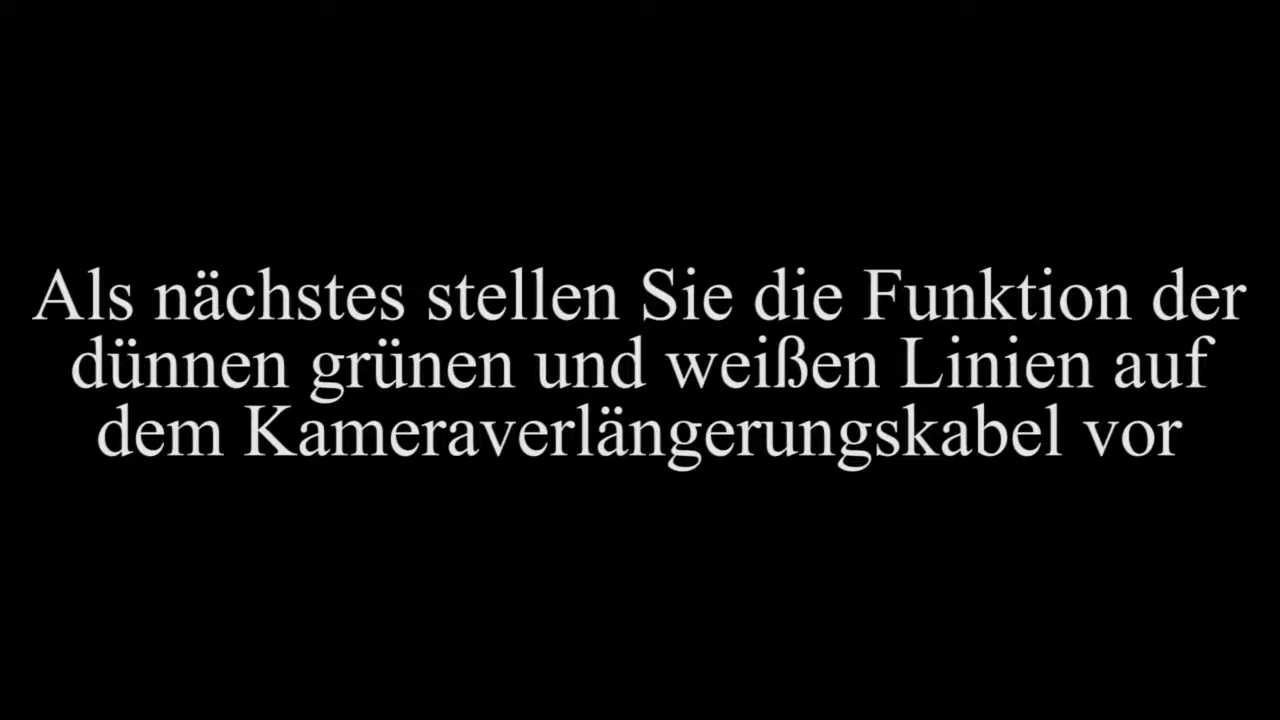 Als nächstes stellen Sie die Funktion der
dünnen grünen und weißen Linien auf
dem Kameraverlängerungskabel vor